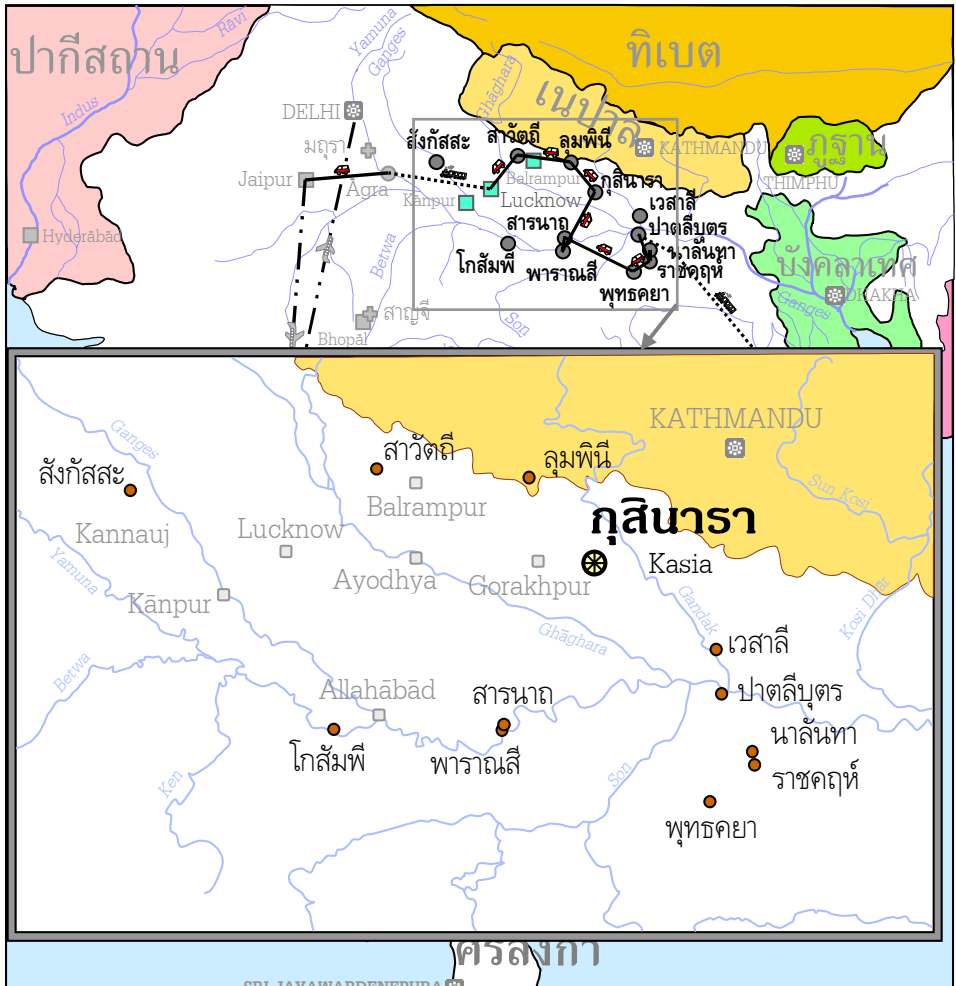 Rāvi
Yamuna
Ganges
ปากีสถาน
ทิเบต
Indus
Ghāghara
เนปาล
DELHI
มถุรา
สังกัสสะ
สาวัตถี
ลุมพินี
KATHMANDU
ภูฐาน
Jaipur
Agra
Balrampur
กุสินารา
THIMPHU
Kānpur
Lucknow
เวสาลี
Hyderābād
สารนาถ
ปาตลีบุตร
Betwa
โกสัมพี
พาราณสี
นาลันทา
ราชคฤห์
บังคลาเทศ
พุทธคยา
DHAKHA
Ganges
สาญจี
Son
Bhopāl
KATHMANDU
Ganges
สาวัตถี
ลุมพินี
สังกัสสะ
Balrampur
Sun Kosi
กุสินารา
Kannauj
Lucknow
Kasia
Yamuna
Ayodhya
Gorakhpur
Kānpur
Gandak
Kosi Dhār
Ghāghara
เวสาลี
Betwa
Allahābād
สารนาถ
ปาตลีบุตร
นาลันทา
โกสัมพี
พาราณสี
ราชคฤห์
Ken
Son
พุทธคยา
ศรีลังกา
SRI JAYAWARDENEPURA